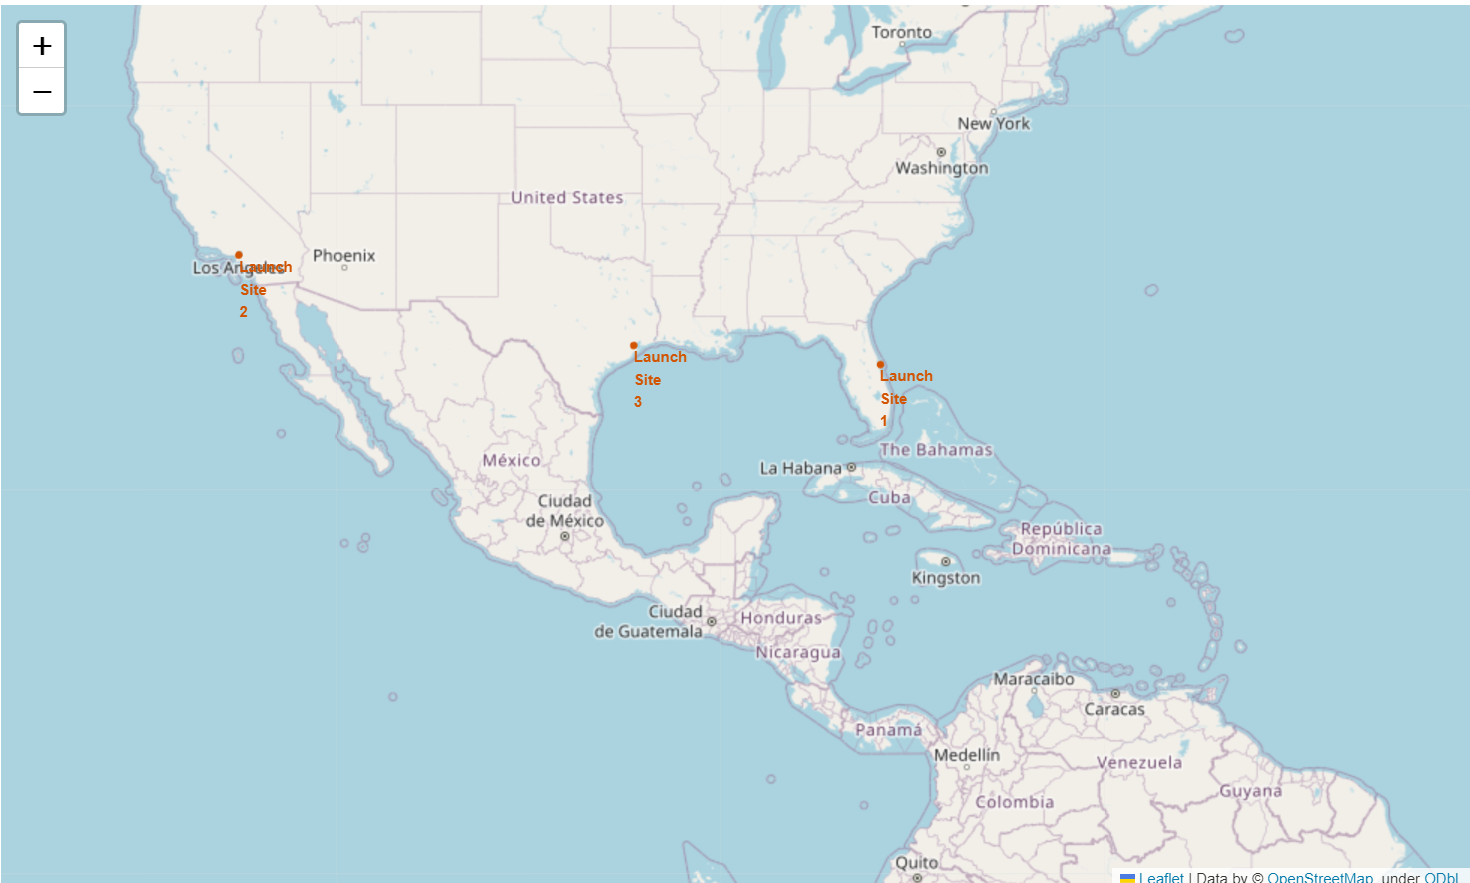 +
−
Toronto
New York
Washington
United States
Phoenix
Los Angeles
Launch
Site
2
Launch
Site
3
Launch
Site
1
The Bahamas
La Habana
México
Cuba
Ciudad
de México
República
Dominicana
Kingston
Ciudad
de Guatemala
Honduras
Nicaragua
Maracaibo
Caracas
Panamá
Medellín
Venezuela
Guyana
Colombia
Quito
Leaflet | Data by © OpenStreetMap, under ODbL